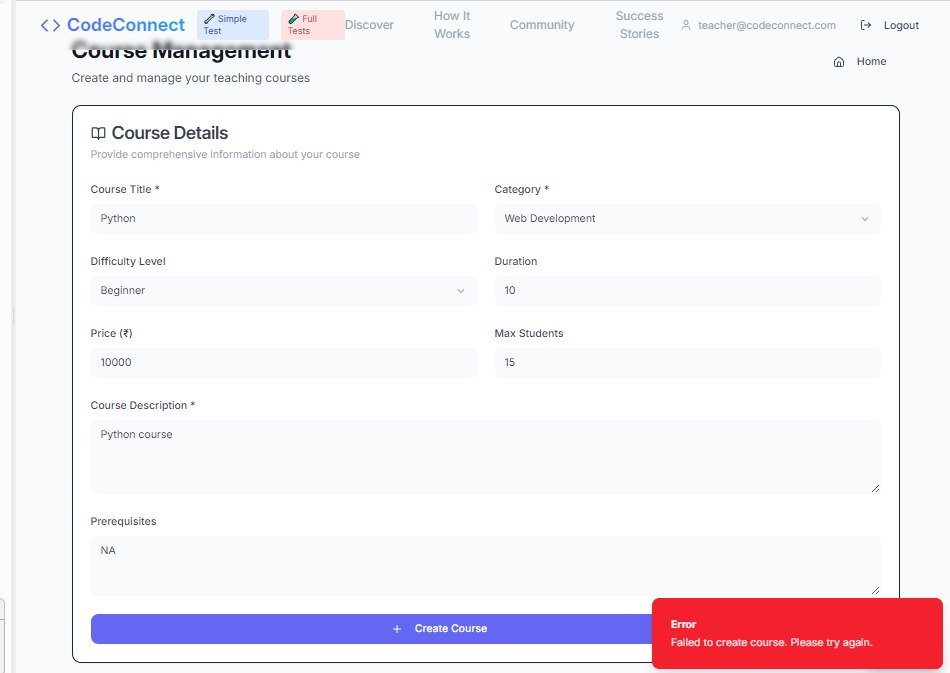 CodeConnect
Simple
Test
Full
Tests
Discover
How It
Works
Community
Success
Stories
teacher@codeconnect.com
Logout
Course Management
Create and manage your teaching courses
Home
Course Details
Provide comprehensive information about your course
Course Title *
Category *
Python
Web Development
Difficulty Level
Duration
Beginner
10
Price (₹)
Max Students
10000
15
Course Description *
Python course
Prerequisites
NA
+ Create Course
Error
Failed to create course. Please try again.